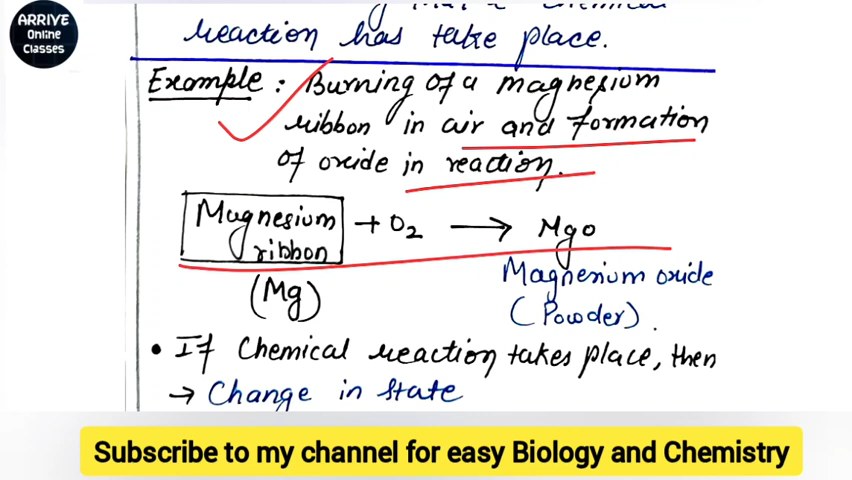 ARRIVE
Online
Classes
reaction has take place.
Example : Burning of a magnesium
ribbon in air and formation
of oxide in reaction.
Magnesium ribbon + O₂ → MgO
(Mg)
Magnesium oxide
(Powder).
• If Chemical reaction takes place, then
→ Change in state
Subscribe to my channel for easy Biology and Chemistry